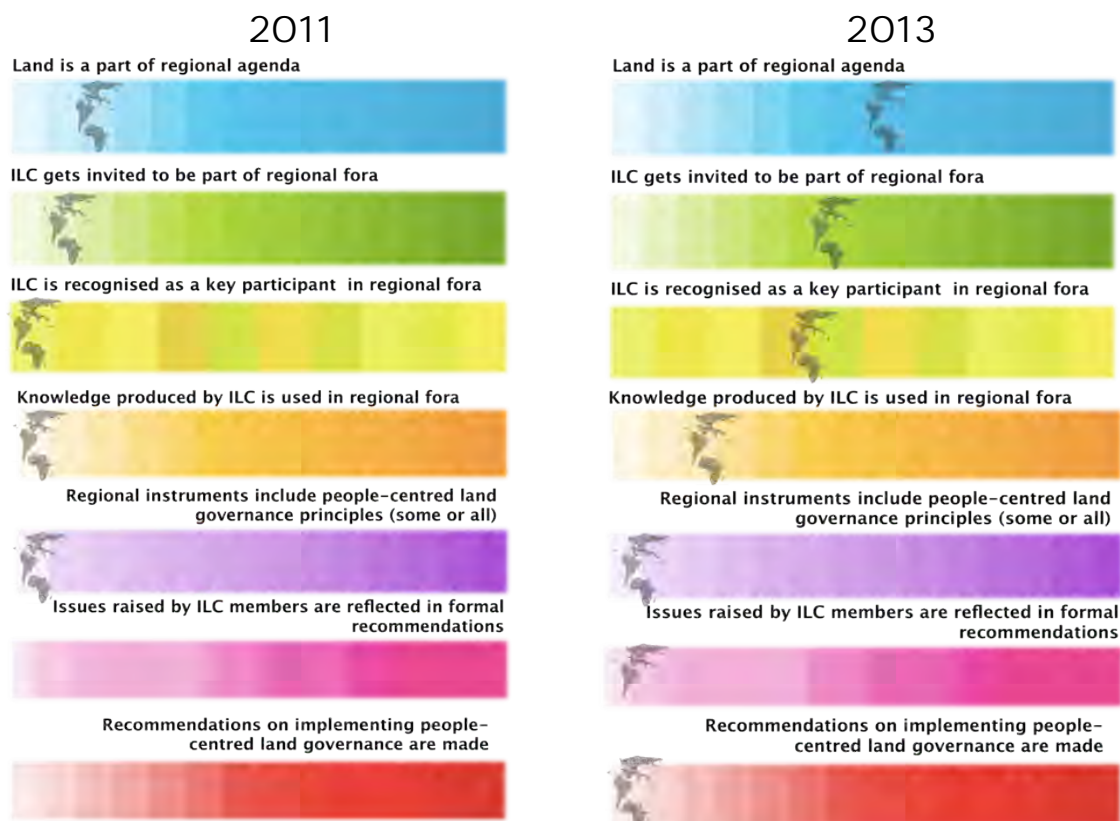 2011
Land is a part of regional agenda
ILC gets invited to be part of regional fora
ILC is recognised as a key participant in regional fora
Knowledge produced by ILC is used in regional fora
Regional instruments include people-centred land
governance principles (some or all)
Issues raised by ILC members are reflected in formal
recommendations
Recommendations on implementing people-
centred land governance are made
2013
Land is a part of regional agenda
ILC gets invited to be part of regional fora
ILC is recognised as a key participant in regional fora
Knowledge produced by ILC is used in regional fora
Regional instruments include people-centred land
governance principles (some or all)
Issues raised by ILC members are reflected in formal
recommendations
Recommendations on implementing people-
centred land governance are made